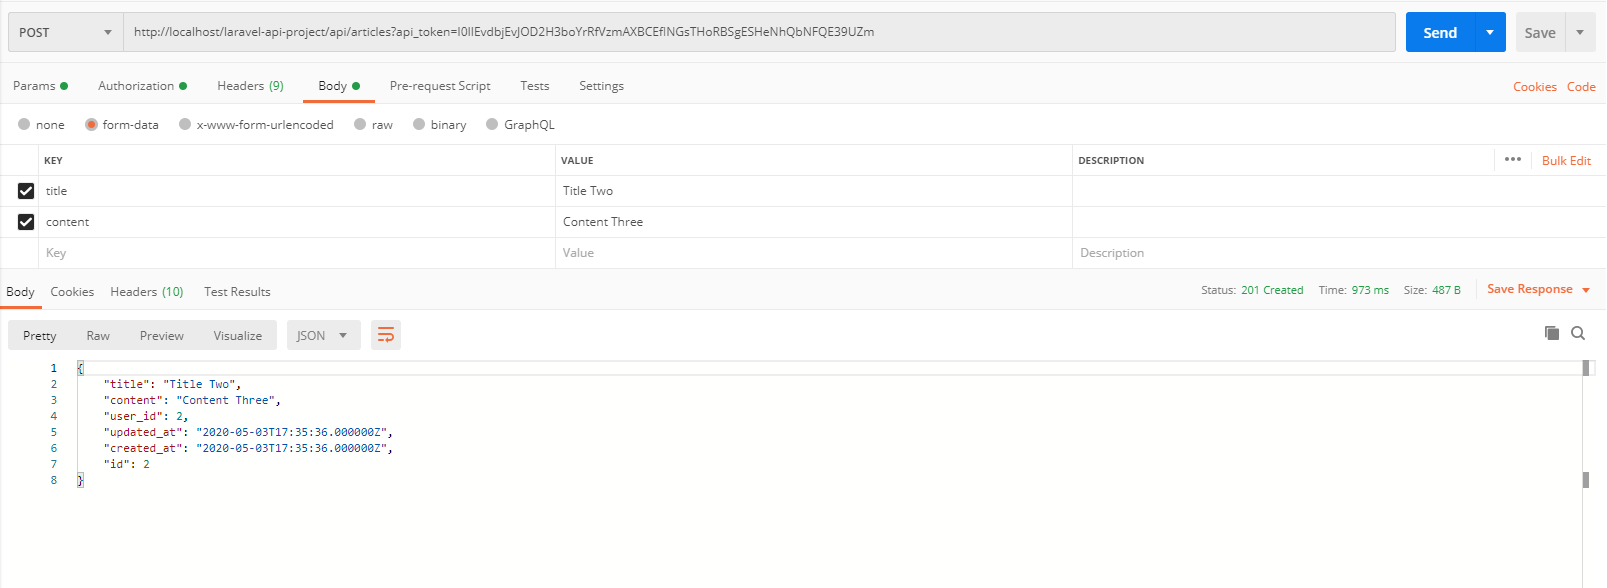 POST http://localhost/laravel-api-project/api/articles?api_token=I0IlEvdbjEvJOD2H3boYrRfVzmAXBCEflNGsTHoRBSgESHeNhQbNFQE39UZm Send Save
Params Authorization Headers (9) Body Pre-request Script Tests Settings Cookies Code
none form-data x-www-form-urlencoded raw binary GraphQL
KEY VALUE DESCRIPTION ••• Bulk Edit
title Title Two
content Content Three
Key Value Description
Body Cookies Headers (10) Test Results Status: 201 Created Time: 973 ms Size: 487 B Save Response
Pretty Raw Preview Visualize JSON
1 {
2 "title": "Title Two",
3 "content": "Content Three",
4 "user_id": 2,
5 "updated_at": "2020-05-03T17:35:36.000000Z",
6 "created_at": "2020-05-03T17:35:36.000000Z",
7 "id": 2
8 }